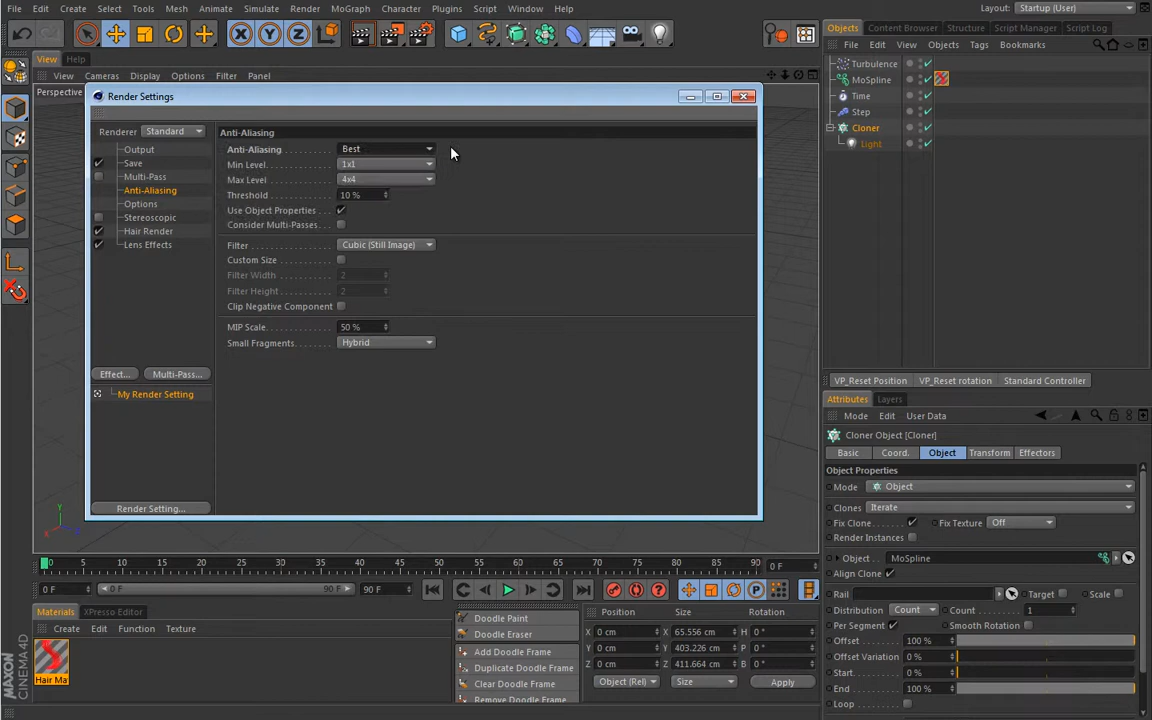 File Edit Create Select Tools Mesh Animate Simulate Render MoGraph Character Plugins Script Window Help Layout: Startup (User)
View Help
View Cameras Display Options Filter Panel
Perspective
Render Settings
Renderer Standard
Output
Save
Multi-Pass
Anti-Aliasing
Options
Stereoscopic
Hair Render
Lens Effects
Effect... Multi-Pass...
My Render Setting
Render Setting...
Anti-Aliasing
Anti-Aliasing Best
Min Level 1x1
Max Level 4x4
Threshold 10 %
Use Object Properties
Consider Multi-Passes
Filter Cubic (Still Image)
Custom Size
Filter Width 2
Filter Height 2
Clip Negative Component
MIP Scale 50 %
Small Fragments Hybrid
Objects Content Browser Structure Script Manager Script Log
File Edit View Objects Tags Bookmarks
Turbulence
MoSpline
Time
Step
Cloner
Light
VP_Reset Position VP_Reset rotation Standard Controller
Attributes Layers
Mode Edit User Data
Cloner Object [Cloner]
Basic Coord. Object Transform Effectors
Object Properties
Mode Object
Clones Iterate
Fix Clone Fix Texture Off
Render Instances
Object MoSpline
Align Clone
Rail Target Scale
Distribution Count Count 1
Per Segment Smooth Rotation
Offset 100 %
Offset Variation 0 %
Start 0 %
End 100 %
Loop
Y
X Z
0 5 10 15 20 25 30 35 40 45 50 55 60 65 70 75 80 85 90 0 F
0 F 0 F 90 F 90 F
Materials XPresso Editor
Create Edit Function Texture
Hair Ma
Doodle Paint
Doodle Eraser
Add Doodle Frame
Duplicate Doodle Frame
Clear Doodle Frame
Remove Doodle Frame
Position Size Rotation
X 0 cm X 65.556 cm H 0 °
Y 0 cm Y 403.226 cm P 0 °
Z 0 cm Z 411.664 cm B 0 °
Object (Rel) Size Apply
MAXON
CINEMA4D